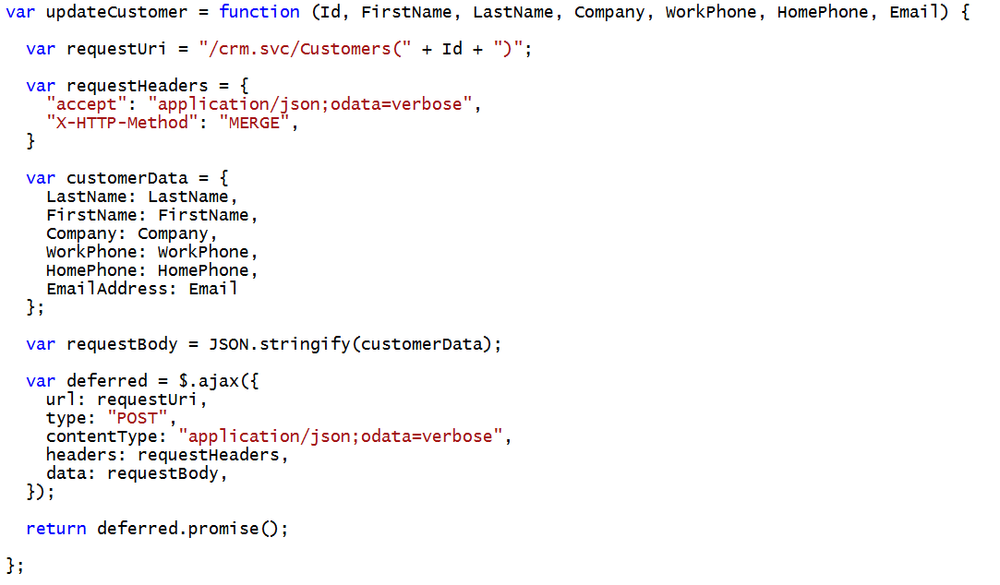 var updateCustomer = function (Id, FirstName, LastName, Company, WorkPhone, HomePhone, Email) {
var requestUri = "/crm.svc/Customers(" + Id + ")";
var requestHeaders = {
"accept": "application/json;odata=verbose",
"X-HTTP-Method": "MERGE",
}
var customerData = {
LastName: LastName,
FirstName: FirstName,
Company: Company,
WorkPhone: WorkPhone,
HomePhone: HomePhone,
EmailAddress: Email
};
var requestBody = JSON.stringify(customerData);
var deferred = $.ajax({
url: requestUri,
type: "POST",
contentType: "application/json;odata=verbose",
headers: requestHeaders,
data: requestBody,
});
return deferred.promise();
};